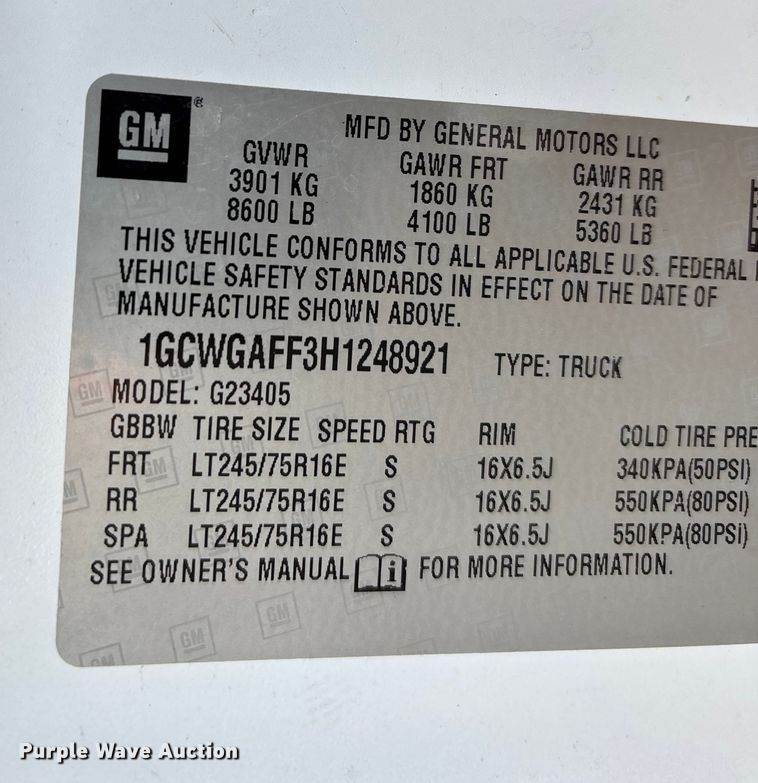 GM ®
MFD BY GENERAL MOTORS LLC
GVWR GAWR FRT GAWR RR
3901 KG 1860 KG 2431 KG
8600 LB 4100 LB 5360 LB
THIS VEHICLE CONFORMS TO ALL APPLICABLE U.S. FEDERAL
VEHICLE SAFETY STANDARDS IN EFFECT ON THE DATE OF
MANUFACTURE SHOWN ABOVE.
1GCWGAFF3H1248921 TYPE: TRUCK
MODEL: G23405
GBBW TIRE SIZE SPEED RTG RIM COLD TIRE PRE
FRT LT245/75R16E S 16X6.5J 340KPA(50PSI)
RR LT245/75R16E S 16X6.5J 550KPA(80PSI)
SPA LT245/75R16E S 16X6.5J 550KPA(80PSI)
SEE OWNER'S MANUAL i FOR MORE INFORMATION.
Purple Wave Auction